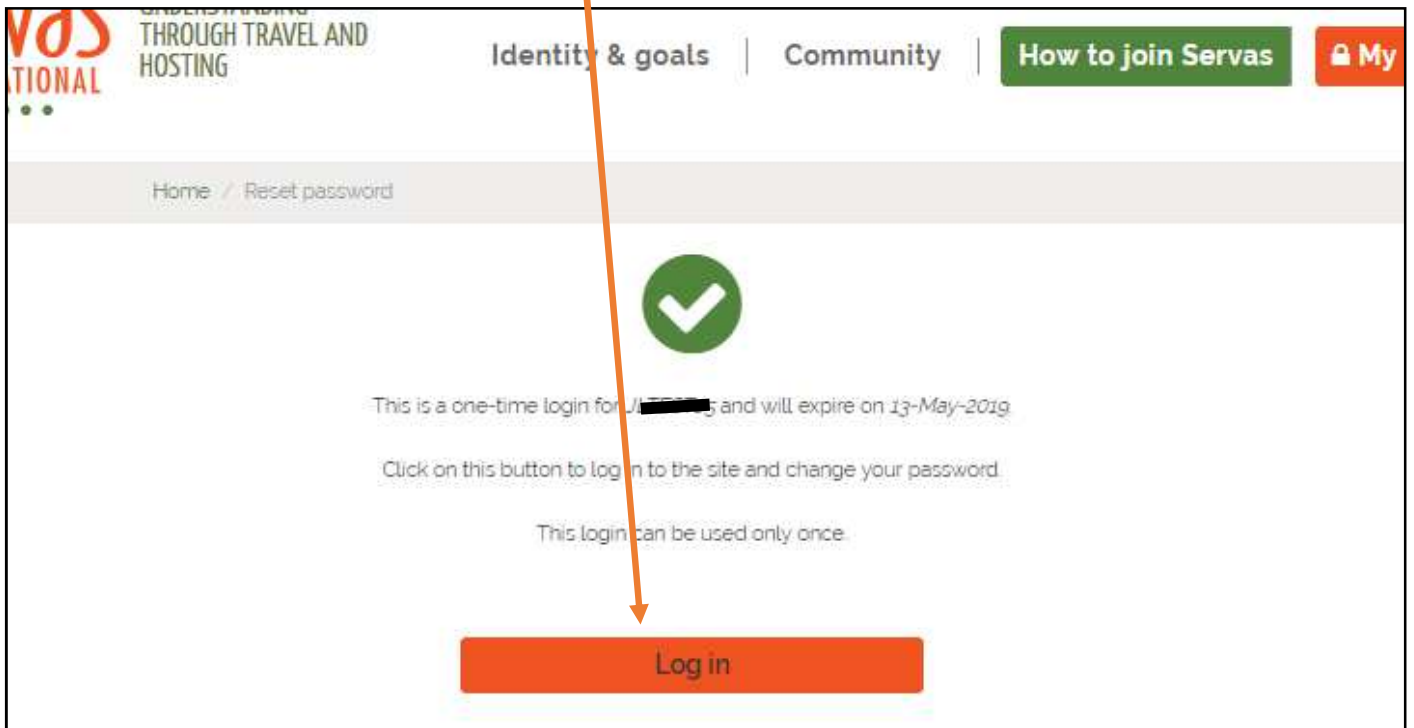 THROUGH TRAVEL AND
HOSTING
Identity & goals | Community | How to join Servas My
Home / Reset password
This is a one-time login for and will expire on 13-May-2019.
Click on this button to log in to the site and change your password.
This login can be used only once.
Log in